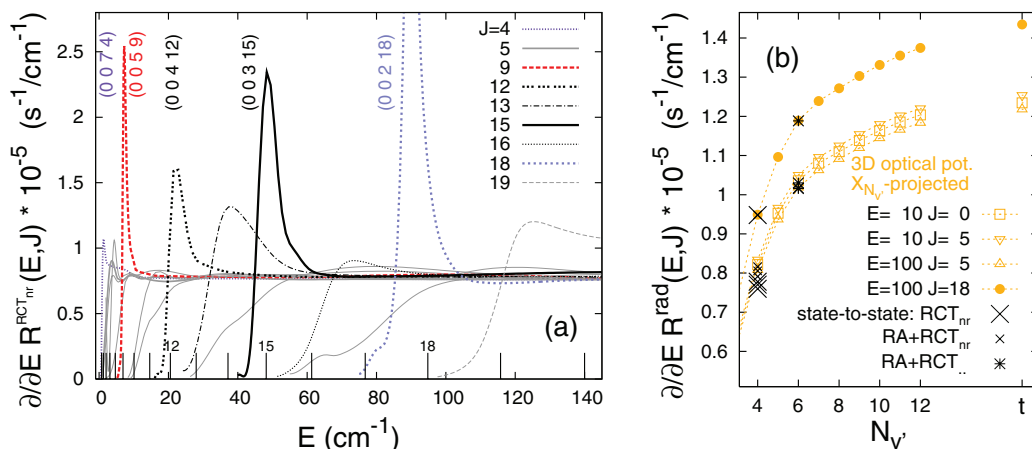 ∂/∂E R^RCT_nr (E,J) * 10^-5 (s^-1/cm^-1)
2.5
2
1.5
1
0.5
0
(0 0 7 4)
(0 0 5 9)
(0 0 4 12)
(0 0 3 15)
(0 0 2 18)
J=4
5
9
12
13
15
16
18
19
(a)
12
15
18
0 20 40 60 80 100 120 140
E (cm^-1)
∂/∂E R^rad (E,J) * 10^-5 (s^-1/cm^-1)
1.4
1.3
1.2
1.1
1.0
0.9
0.8
0.7
0.6
(b)
3D optical pot.
X_Nv'-projected
E= 10 J= 0
E= 10 J= 5
E=100 J= 5
E=100 J=18
state-to-state: RCT_nr
RA+RCT_nr
RA+RCT_..
4 6 8 10 12 t
N_v'